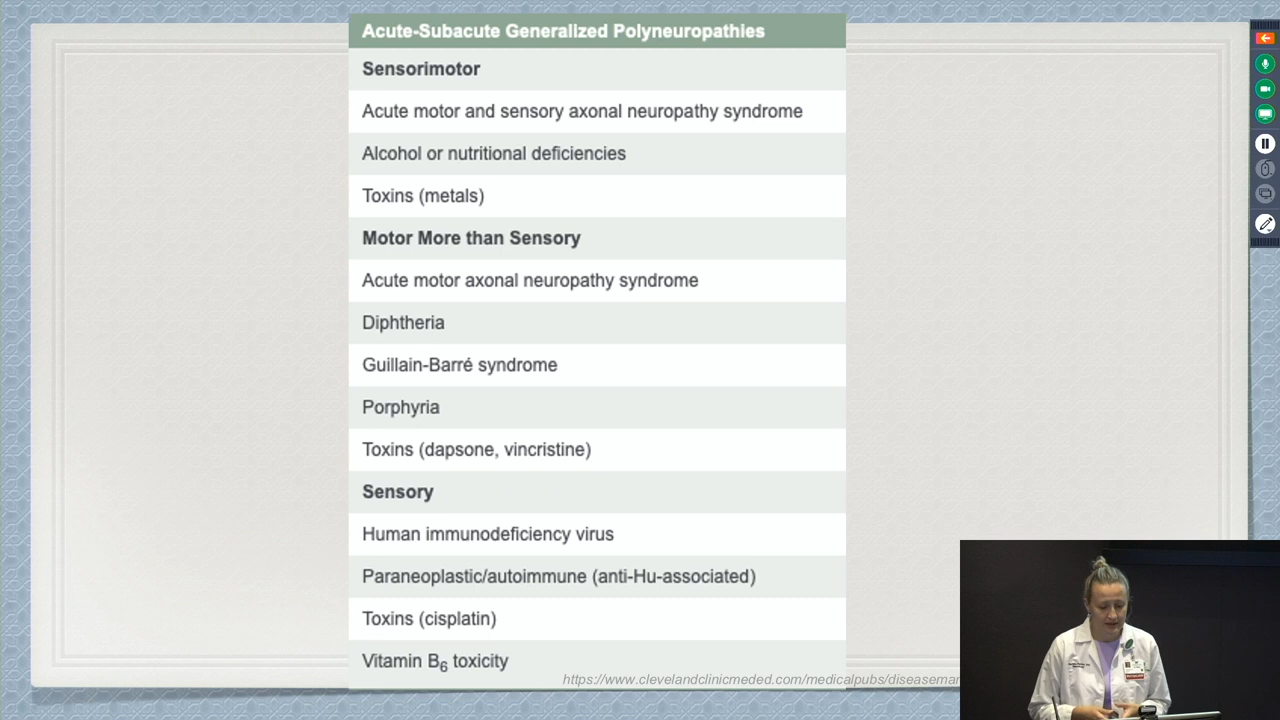 Acute-Subacute Generalized Polyneuropathies
Sensorimotor
Acute motor and sensory axonal neuropathy syndrome
Alcohol or nutritional deficiencies
Toxins (metals)
Motor More than Sensory
Acute motor axonal neuropathy syndrome
Diphtheria
Guillain-Barré syndrome
Porphyria
Toxins (dapsone, vincristine)
Sensory
Human immunodeficiency virus
Paraneoplastic/autoimmune (anti-Hu-associated)
Toxins (cisplatin)
Vitamin B₆ toxicity
https://www.clevelandclinicmeded.com/medicalpubs/diseasemar